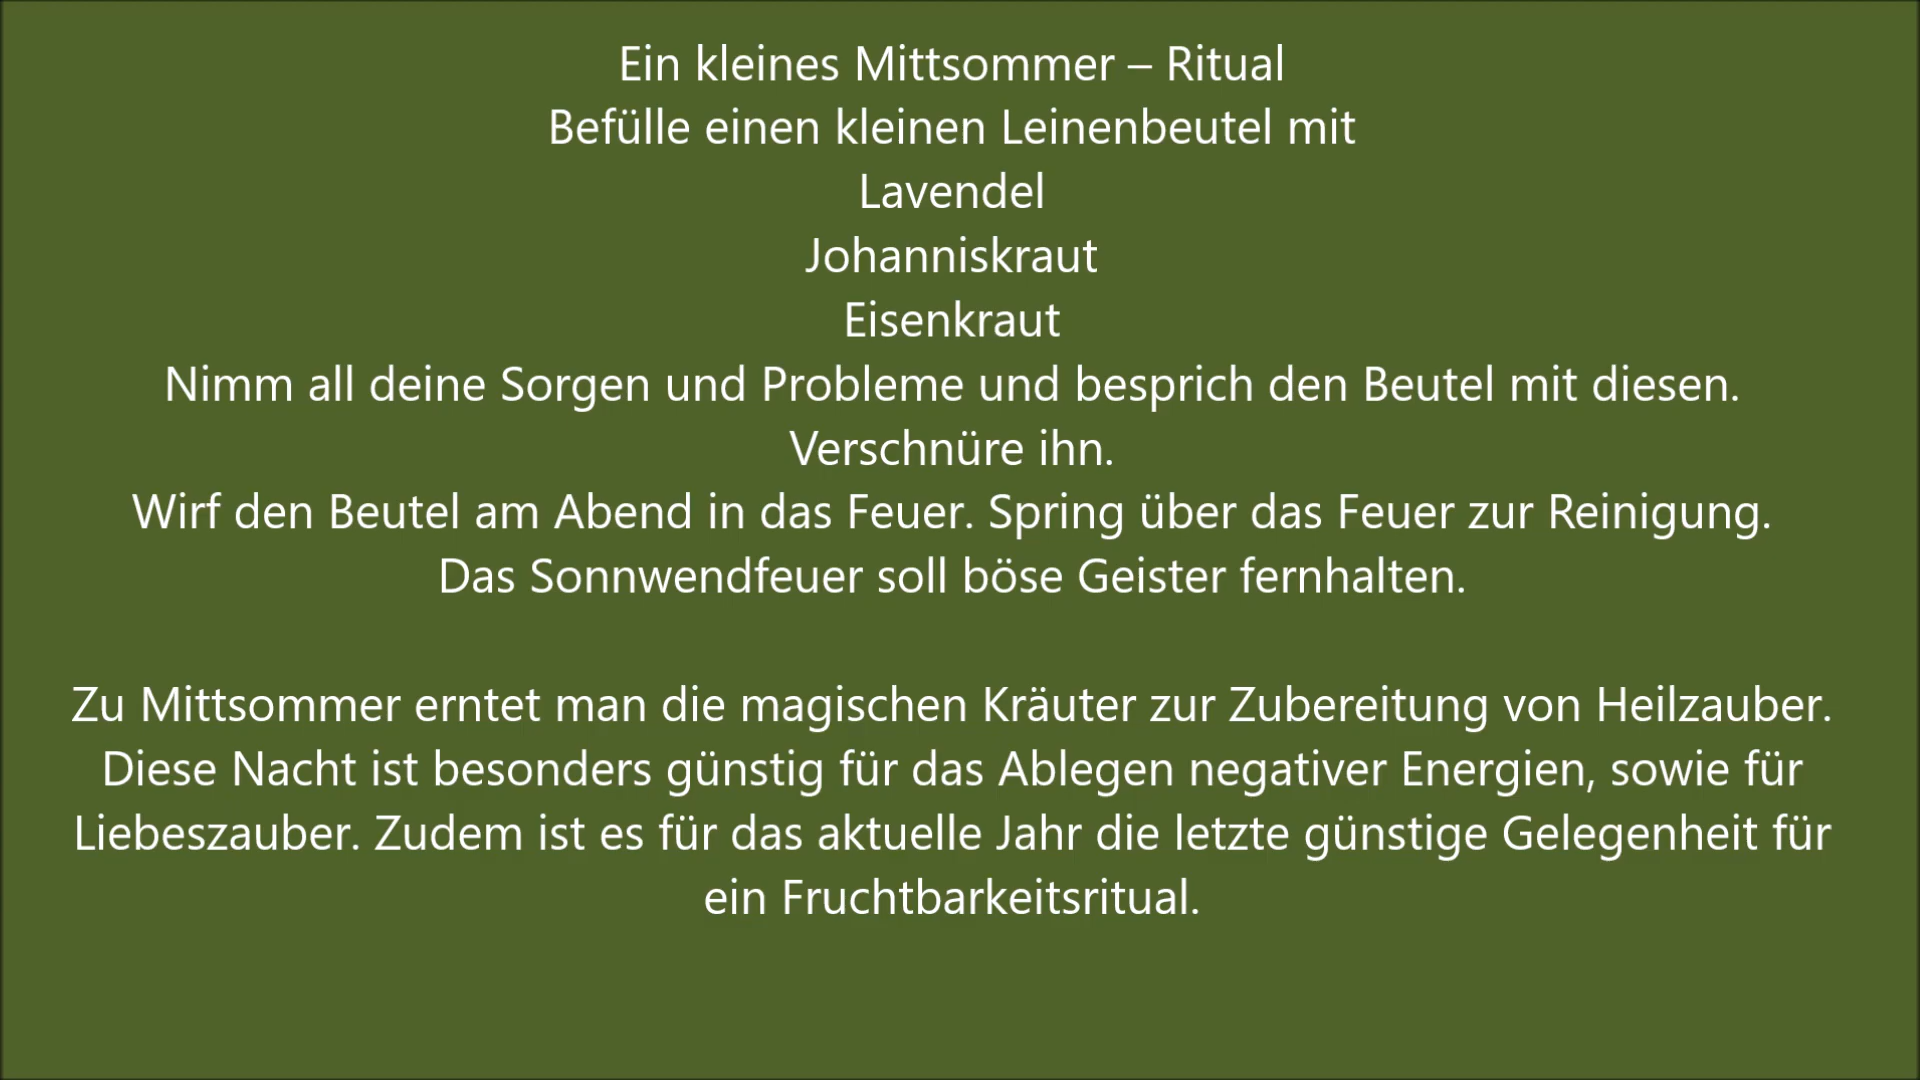 Ein kleines Mittsommer – Ritual
Befülle einen kleinen Leinenbeutel mit
Lavendel
Johanniskraut
Eisenkraut
Nimm all deine Sorgen und Probleme und besprich den Beutel mit diesen.
Verschnüre ihn.
Wirf den Beutel am Abend in das Feuer. Spring über das Feuer zur Reinigung.
Das Sonnwendfeuer soll böse Geister fernhalten.
Zu Mittsommer erntet man die magischen Kräuter zur Zubereitung von Heilzauber.
Diese Nacht ist besonders günstig für das Ablegen negativer Energien, sowie für
Liebeszauber. Zudem ist es für das aktuelle Jahr die letzte günstige Gelegenheit für
ein Fruchtbarkeitsritual.